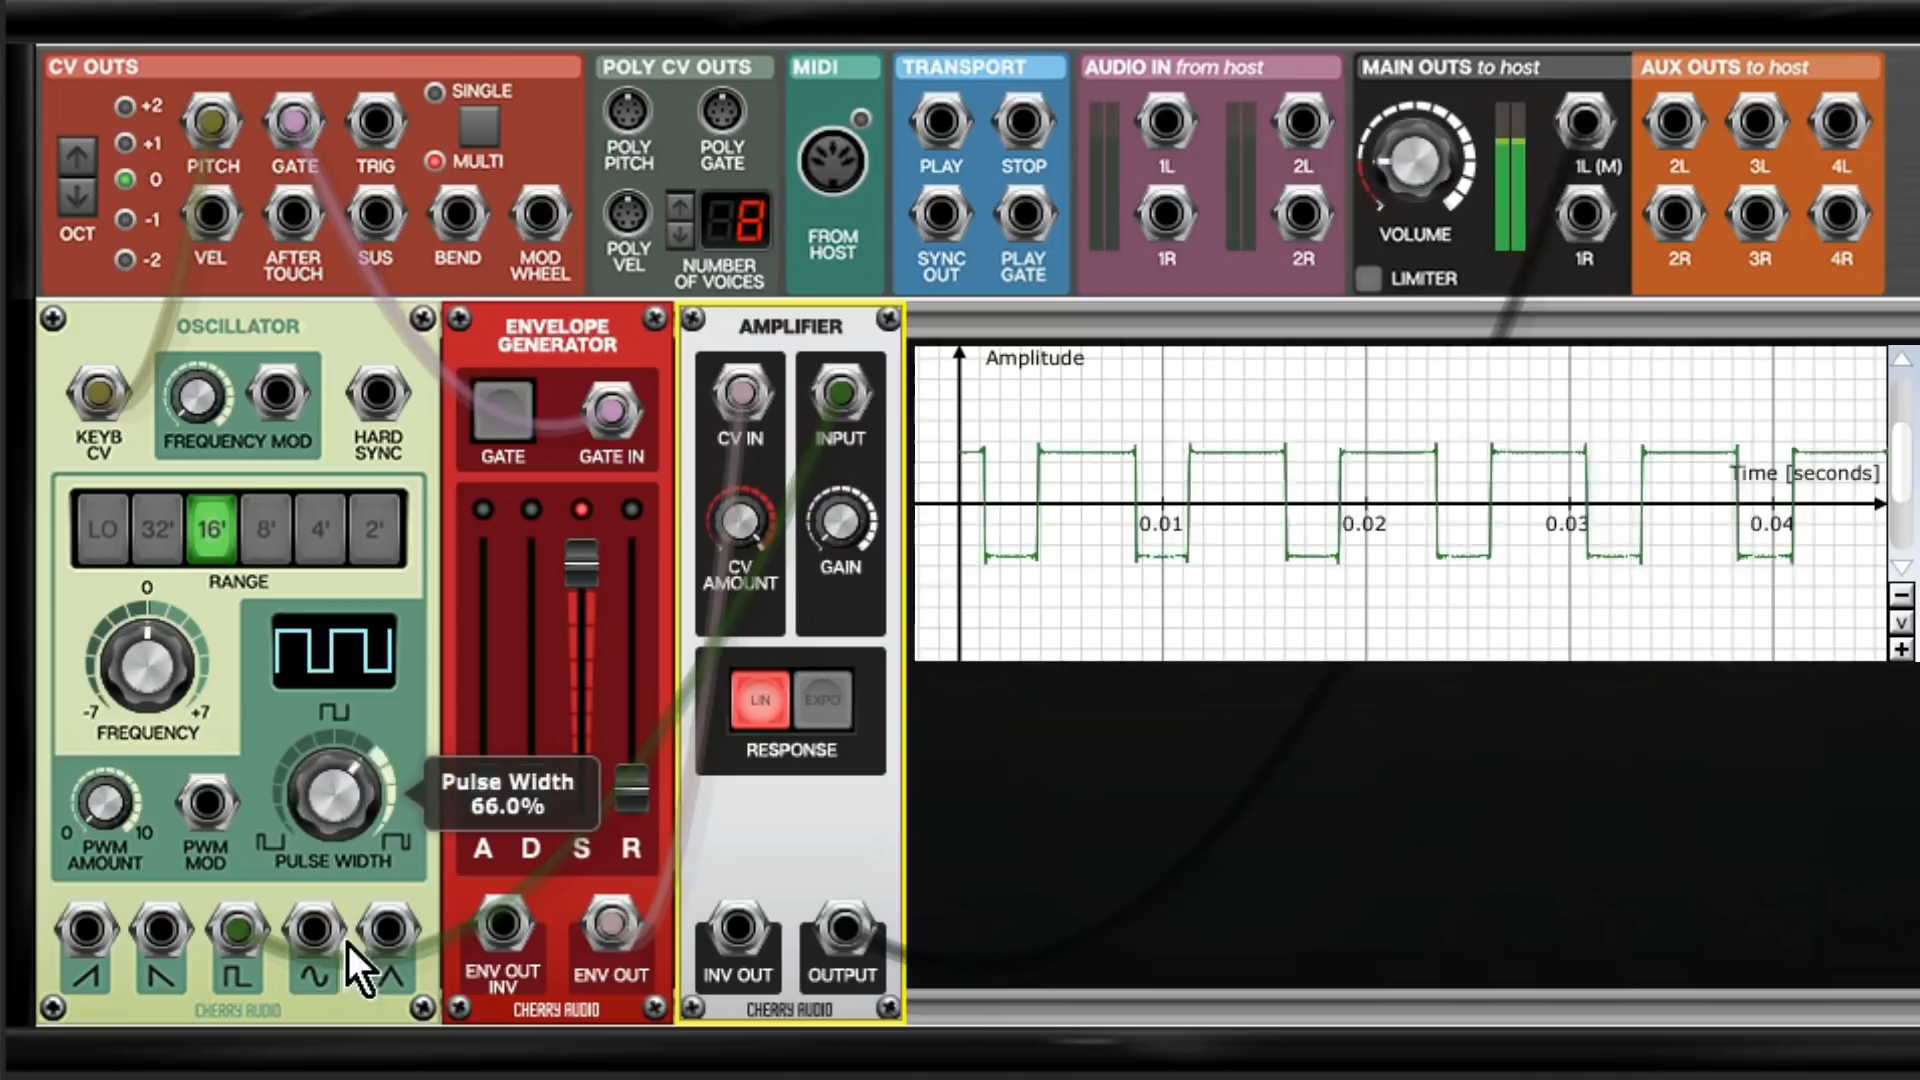 CV OUTS
+2
+1
0
-1
-2
OCT
PITCH
GATE
TRIG
SINGLE
MULTI
VEL
AFTER
TOUCH
SUS
BEND
MOD
WHEEL
POLY CV OUTS
POLY
PITCH
POLY
GATE
POLY
VEL
8
NUMBER
OF VOICES
MIDI
FROM
HOST
TRANSPORT
PLAY
STOP
SYNC
OUT
PLAY
GATE
AUDIO IN from host
1L
2L
1R
2R
MAIN OUTS to host
VOLUME
LIMITER
1L (M)
1R
AUX OUTS to host
2L
3L
4L
2R
3R
4R
OSCILLATOR
KEYB
CV
FREQUENCY MOD
HARD
SYNC
LO
32'
16'
8'
4'
2'
RANGE
0
-7
+7
FREQUENCY
0
10
PWM
AMOUNT
PWM
MOD
PULSE WIDTH
Pulse Width
66.0%
CHERRY AUDIO
ENVELOPE
GENERATOR
GATE
GATE IN
A
D
S
R
ENV OUT
INV
ENV OUT
CHERRY AUDIO
AMPLIFIER
CV IN
INPUT
CV
AMOUNT
GAIN
LIN
EXPO
RESPONSE
INV OUT
OUTPUT
CHERRY AUDIO
Amplitude
Time [seconds]
0.01
0.02
0.03
0.04
-
v
+